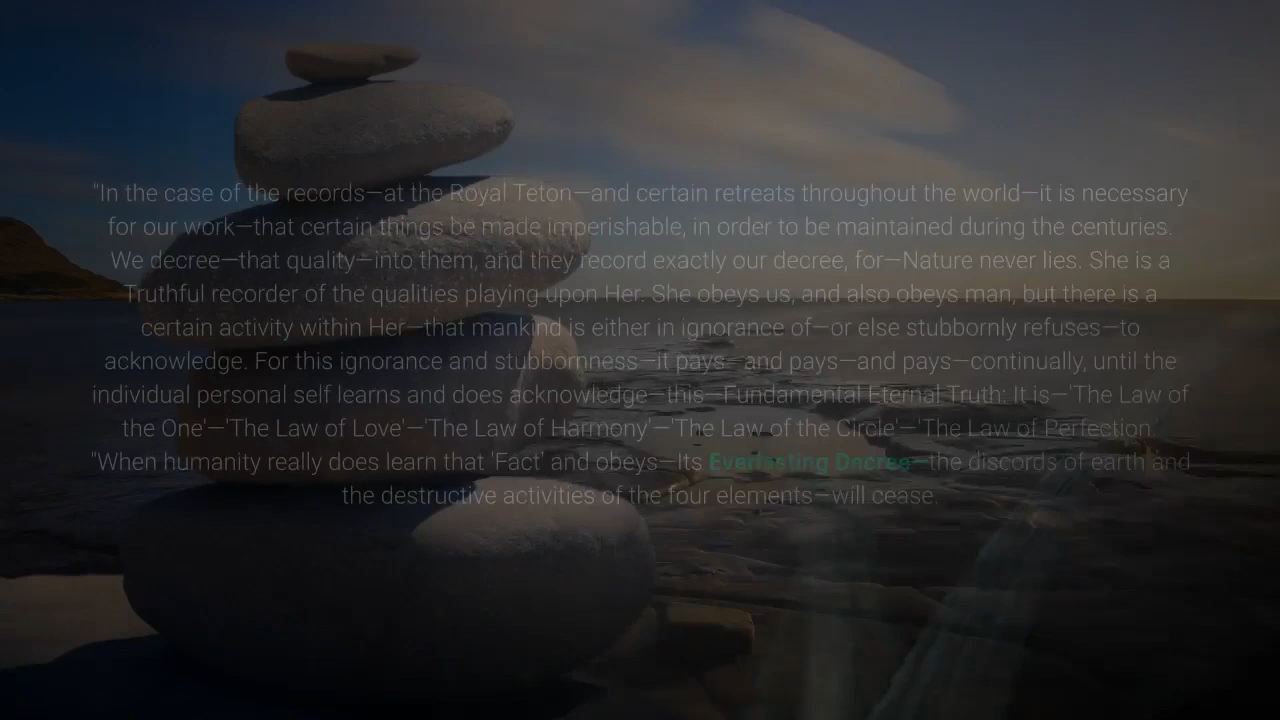 "In the case of the records—at the Royal Teton—and certain retreats throughout the world—it is necessary
for our work—that certain things be made imperishable, in order to be maintained during the centuries.
We decree—that quality—into them, and they record exactly our decree, for—Nature never lies. She is a
Truthful recorder of the qualities playing upon Her. She obeys us, and also obeys man, but there is a
certain activity within Her that mankind is either in ignorance of—or else stubbornly refuses—to
acknowledge. For this ignorance and stubbornness—it pays—and pays—and pays—continually, until the
individual personal self learns and does acknowledge—this—Fundamental Eternal Truth: It is—'The Law of
the One'—'The Law of Love'—'The Law of Harmony'—'The Law of the Circle'—'The Law of Perfection.'
"When humanity really does learn that 'Fact' and obeys—Its Everlasting Decree—the discord of earth and
the destructive activities of the four elements—will cease.